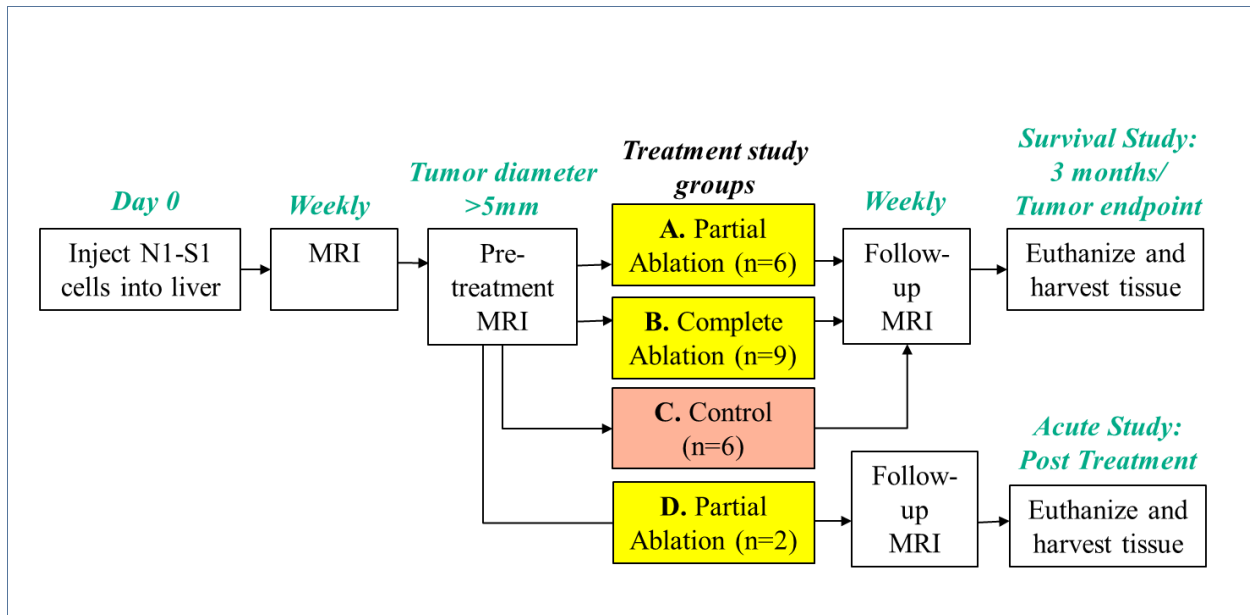 Day 0
Inject N1-S1
cells into liver
Weekly
MRI
Tumor diameter
>5mm
Pre-
treatment
MRI
Treatment study
groups
A. Partial
Ablation (n=6)
B. Complete
Ablation (n=9)
C. Control
(n=6)
D. Partial
Ablation (n=2)
Weekly
Follow-
up
MRI
Survival Study:
3 months/
Tumor endpoint
Euthanize and
harvest tissue
Follow-
up
MRI
Acute Study:
Post Treatment
Euthanize and
harvest tissue